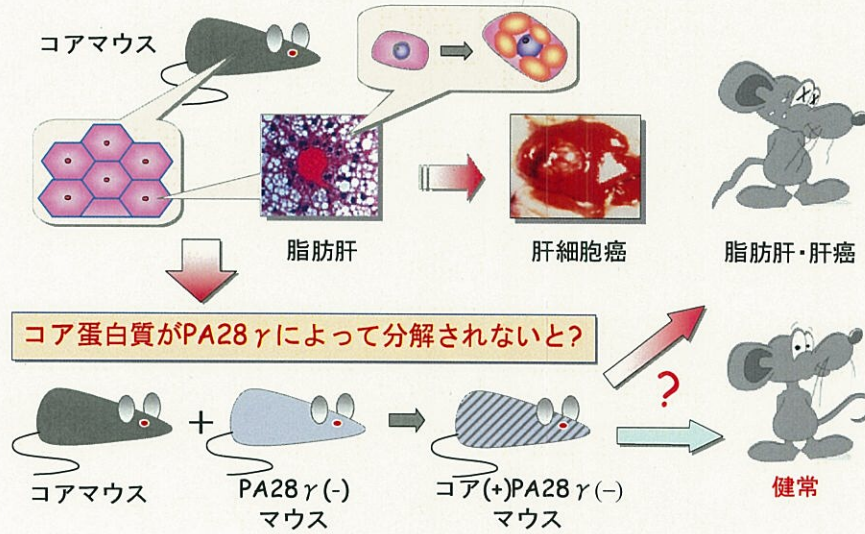 コアマウス
脂肪肝
肝細胞癌
脂肪肝・肝癌
コア蛋白質がPA28γによって分解されないと?
?
コアマウス
+
PA28γ(-)
マウス
コア(+)PA28γ(-)
マウス
健常